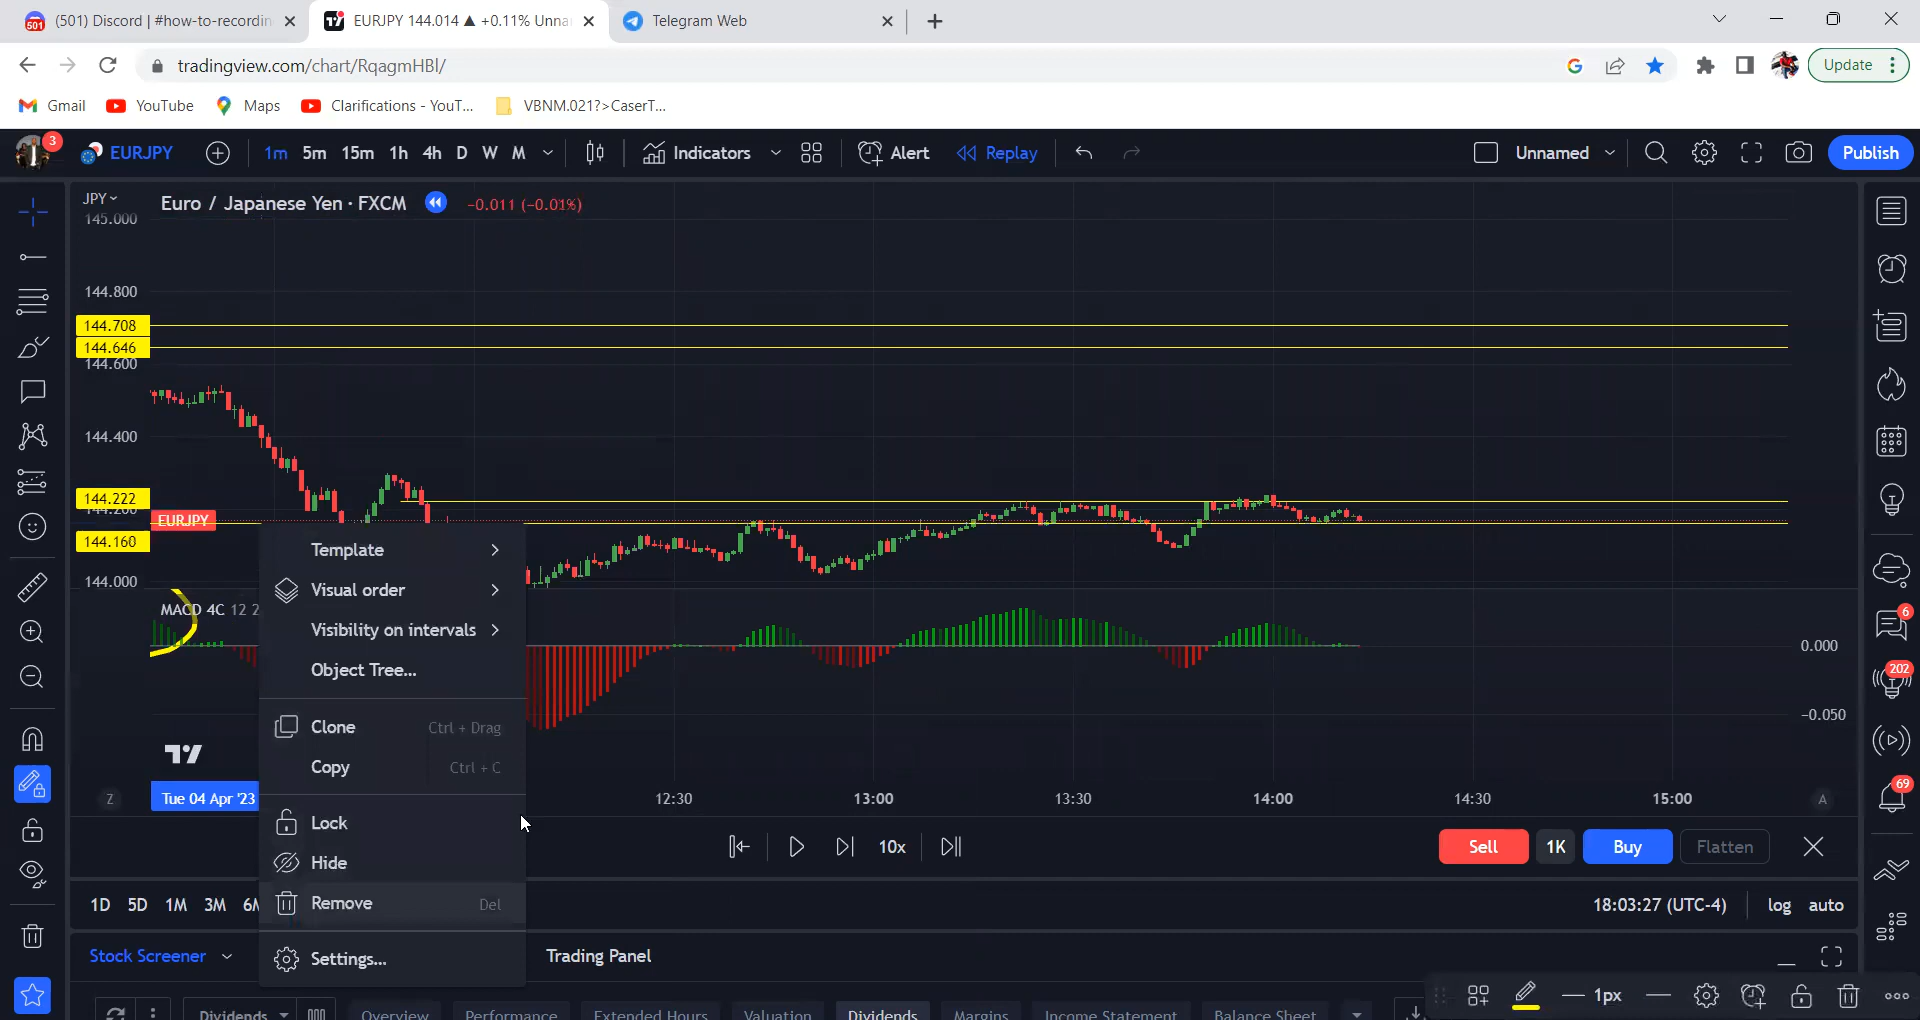 (501) Discord | #how-to-recordin
EURJPY 144.014 ▲ +0.11% Unna
Telegram Web
tradingview.com/chart/RqagmHBl/
Update
Gmail
YouTube
Maps
Clarifications - YouT...
VBNM.021?>CaserT...
3
EURJPY
1m 5m 15m 1h 4h D W M
Indicators
Alert
Replay
Unnamed
Publish
JPY
Euro / Japanese Yen · FXCM
-0.011 (-0.01%)
145.000
144.800
144.708
144.646
144.600
144.400
144.222
144.200
EURJPY
144.160
144.000
MACD 4C 12 2
0.000
-0.050
Template
Visual order
Visibility on intervals
Object Tree...
Clone Ctrl + Drag
Copy Ctrl + C
Lock
Hide
Remove Del
Settings...
6
202
69
Z
Tue 04 Apr '23
12:30
13:00
13:30
14:00
14:30
15:00
A
10x
Sell
1K
Buy
Flatten
1D 5D 1M 3M
18:03:27 (UTC-4)
log
auto
Stock Screener
Trading Panel
1px
Dividends
Overview
Performance
Extended Hours
Valuation
Dividends
Margins
Income Statement
Balance Sheet